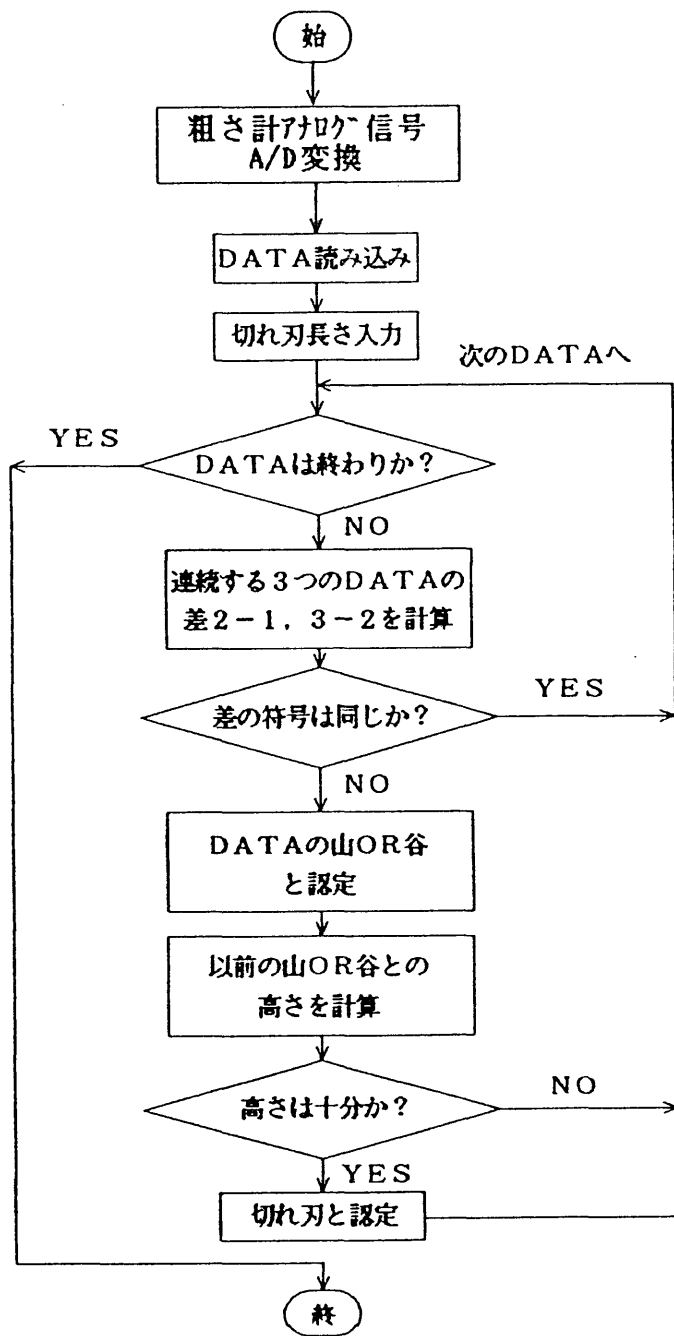 始
粗さ計アナログ信号
A/D変換
DATA読み込み
切れ刃長さ入力
次のDATAへ
YES
DATAは終わりか?
NO
連続する3つのDATAの
差2-1,3-2を計算
YES
差の符号は同じか?
NO
DATAの山OR谷
と認定
以前の山OR谷との
高さを計算
NO
高さは十分か?
YES
切れ刃と認定
終